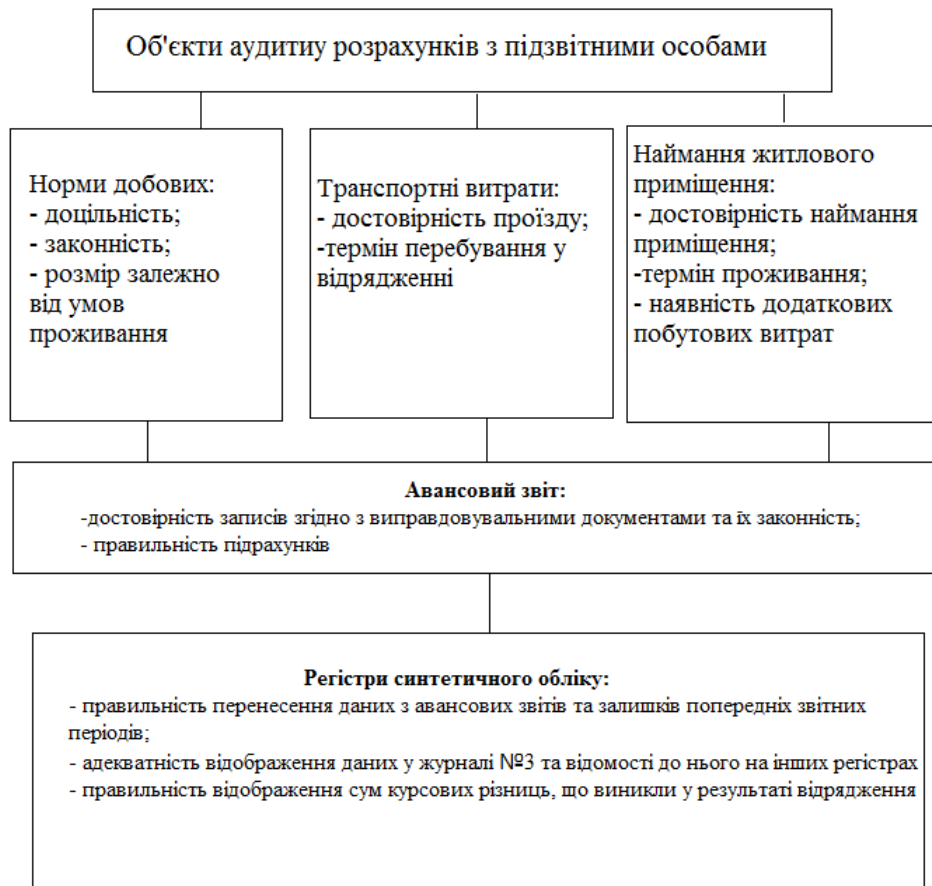 Об'єкти аудитиу розрахунків з підзвітними особами
Норми добових:
- доцільність;
- законність;
- розмір залежно
від умов
проживання
Транспортні витрати:
- достовірність проїзду;
-термін перебування у
відрядженні
Наймання житлового
приміщення:
- достовірність наймання
приміщення;
-термін проживання;
- наявність додаткових
побутових витрат
Авансовий звіт:
-достовірність записів згідно з виправдовувальними документами та їх законність;
- правильність підрахунків
Регістри синтетичного обліку:
- правильність перенесення даних з авансових звітів та залишків попередніх звітних
періодів;
- адекватність відображення даних у журналі №3 та відомості до нього на інших регістрах
- правильність відображення сум курсових різниць, що виникли у результаті відрядження